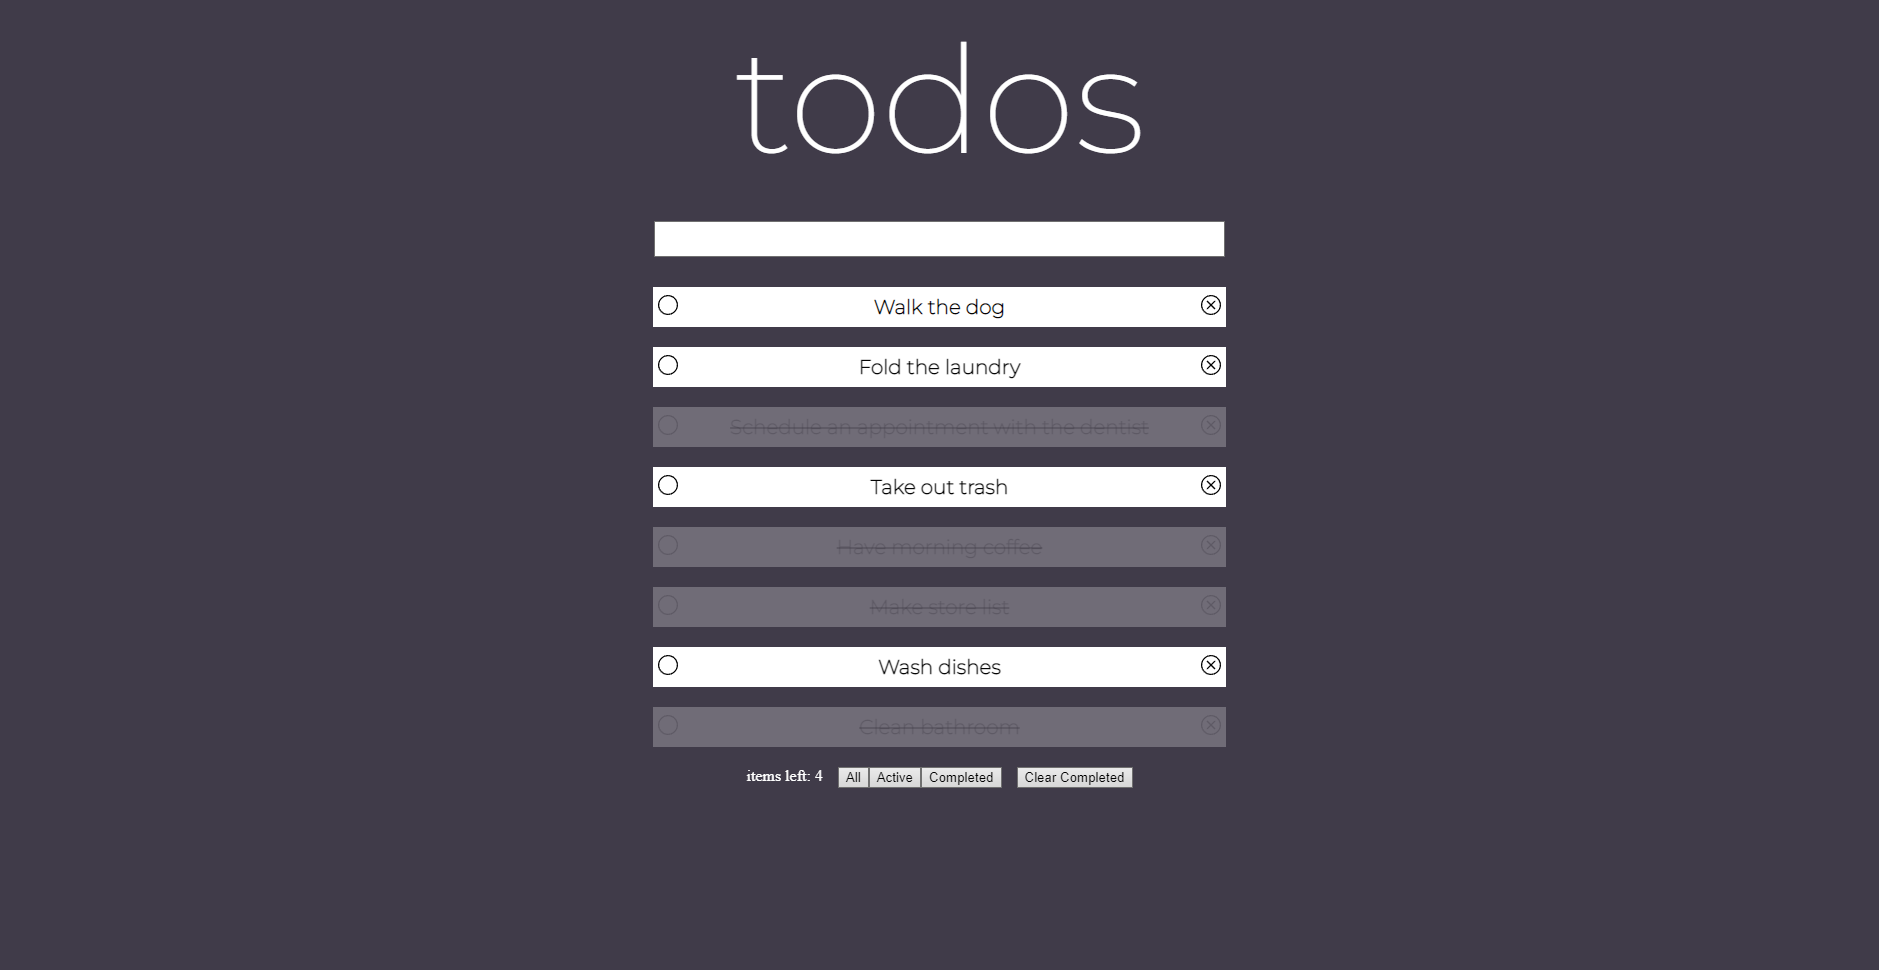 todos
Walk the dog
Fold the laundry
Schedule an appointment with the dentist
Take out trash
Have morning coffee
Make store list
Wash dishes
Clean bathroom
items left: 4 All Active Completed Clear Completed